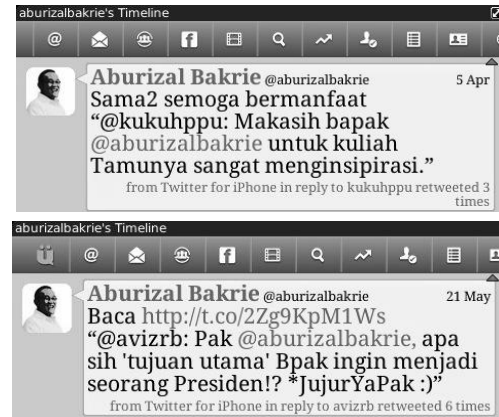 aburizalbakrie's Timeline
Aburizal Bakrie @aburizalbakrie 5 Apr
Sama2 semoga bermanfaat
“@kukuhppu: Makasih bapak
@aburizalbakrie untuk kuliah
Tamunya sangat menginsipirasi.”
from Twitter for iPhone in reply to kukuhppu retweeted 3
times
aburizalbakrie's Timeline
Aburizal Bakrie @aburizalbakrie 21 May
Baca http://t.co/2Zg9KpM1Ws
“@avizrb: Pak @aburizalbakrie, apa
sih 'tujuan utama' Bpak ingin menjadi
seorang Presiden!? *JujurYaPak :)”
from Twitter for iPhone in reply to avizrb retweeted 6 times